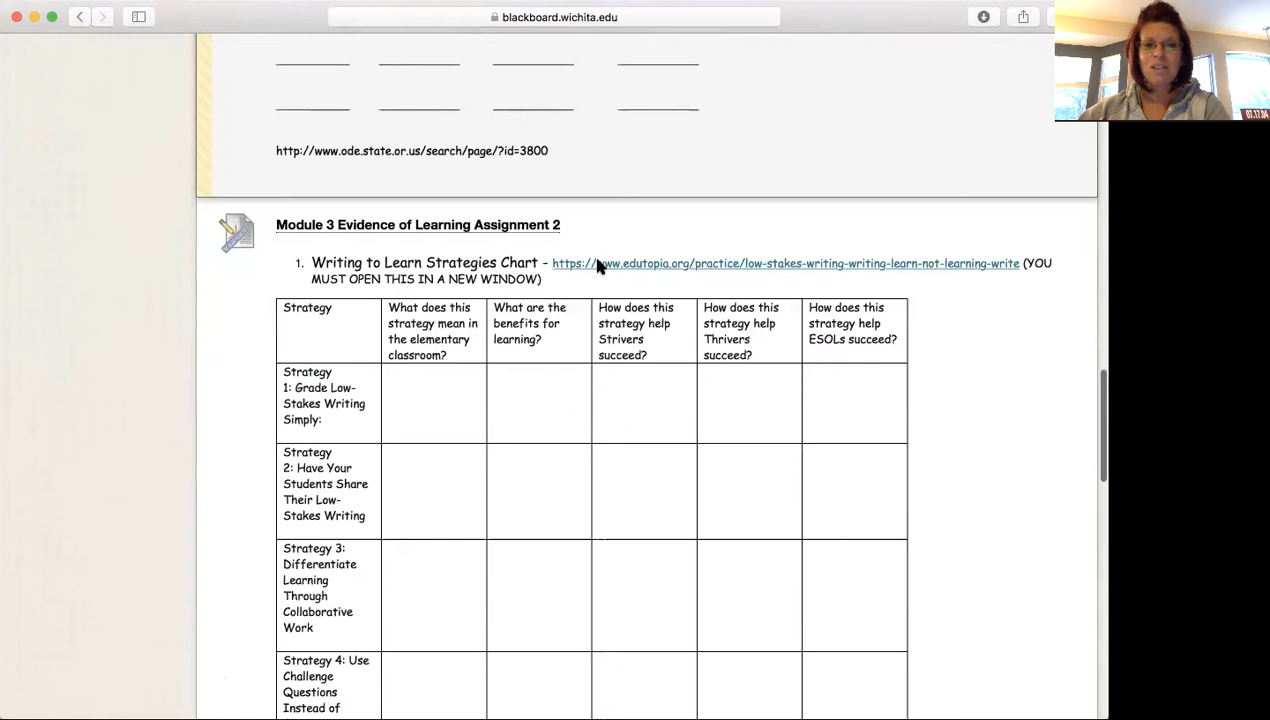 blackboard.wichita.edu
07.17.04
http://www.ode.state.or.us/search/page/?id=3800
Module 3 Evidence of Learning Assignment 2
1. Writing to Learn Strategies Chart - https://www.edutopia.org/practice/low-stakes-writing-writing-learn-not-learning-write (YOU
MUST OPEN THIS IN A NEW WINDOW)
Strategy
What does this
strategy mean in
the elementary
classroom?
What are the
benefits for
learning?
How does this
strategy help
Strivers
succeed?
How does this
strategy help
Thrivers
succeed?
How does this
strategy help
ESOLs succeed?
Strategy
1: Grade Low-
Stakes Writing
Simply:
Strategy
2: Have Your
Students Share
Their Low-
Stakes Writing
Strategy 3:
Differentiate
Learning
Through
Collaborative
Work
Strategy 4: Use
Challenge
Questions
Instead of